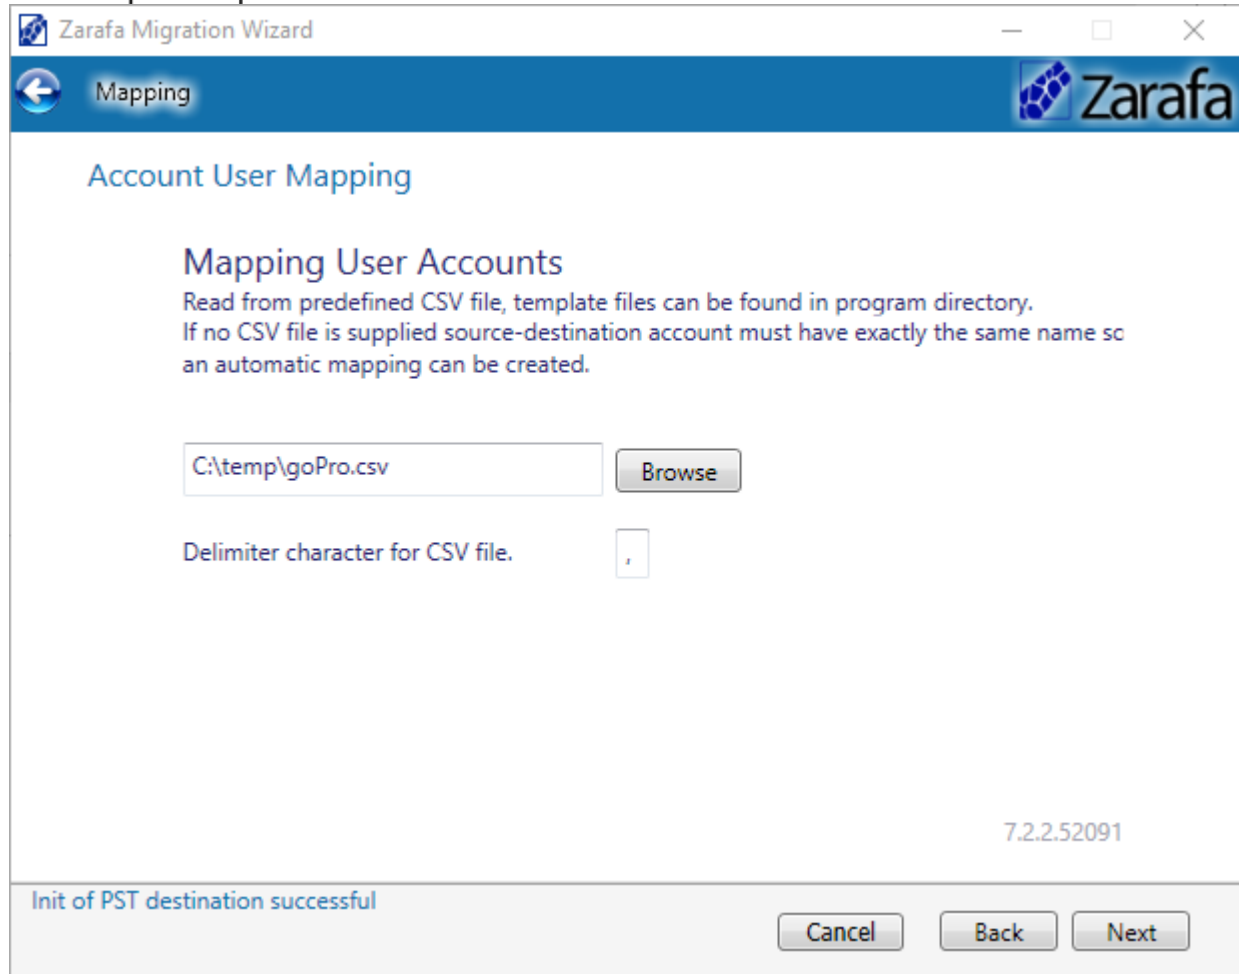 Zarafa Migration Wizard
Mapping
Zarafa
Account User Mapping
Mapping User Accounts
Read from predefined CSV file, template files can be found in program directory.
If no CSV file is supplied source-destination account must have exactly the same name so
an automatic mapping can be created.
C:\temp\goPro.csv
Browse
Delimiter character for CSV file.
,
7.2.2.52091
Init of PST destination successful
Cancel
Back
Next